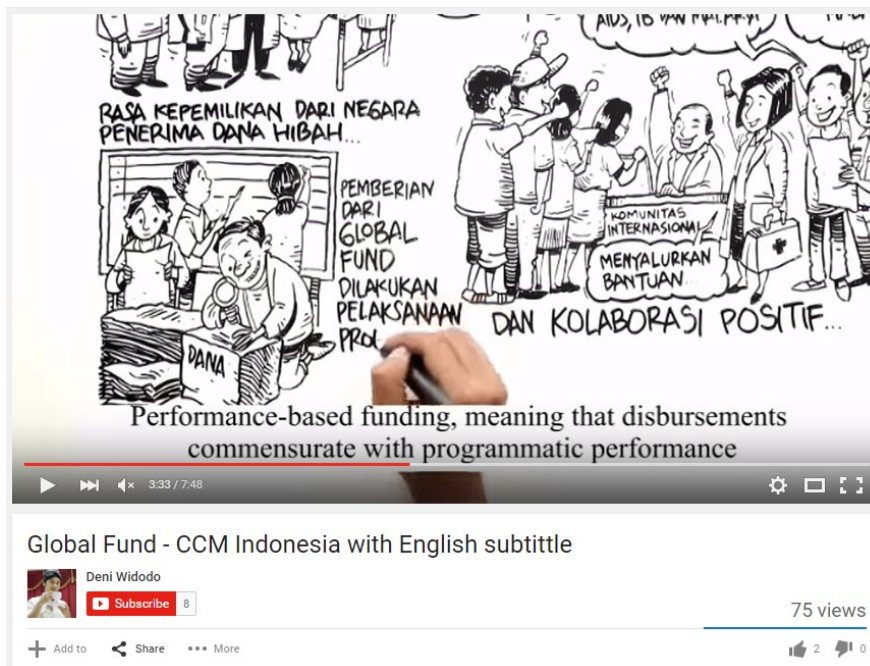 AIDS, TB DAN MALARIA
RASA KEPEMILIKAN DARI NEGARA
PENERIMA DANA HIBAH...
PEMBERIAN
DARI
GLOBAL
FUND
DILAKUKAN
PELAKSANAAN
DANA
KOMUNITAS
INTERNASIONAL
MENYALURKAN
BANTUAN...
DAN KOLABORASI POSITIF...
Performance-based funding, meaning that disbursements
commensurate with programmatic performance
3:33 / 7:48
Global Fund - CCM Indonesia with English subtittle
Deni Widodo
Subscribe 8
75 views
Add to Share More
2 0